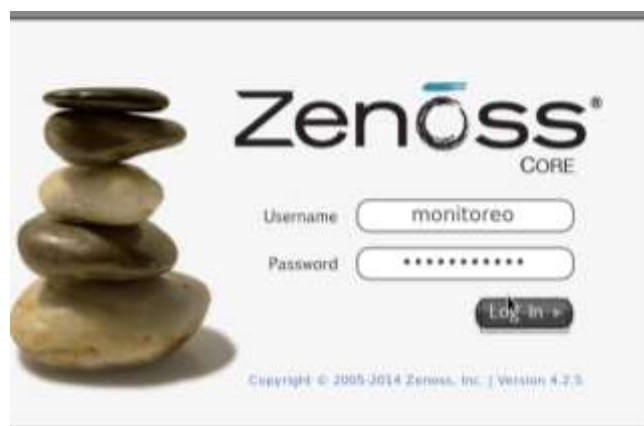 Zenoss®
CORE
Username monitoreo
Password •••••••••••
Log In
Copyright © 2005-2014 Zenoss, Inc. | Version 4.2.5